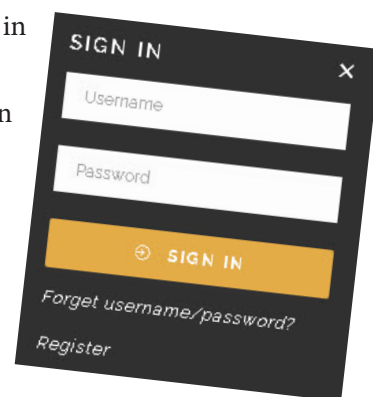 in
n
SIGN IN
×
Username
Password
SIGN IN
Forget username/password?
Register